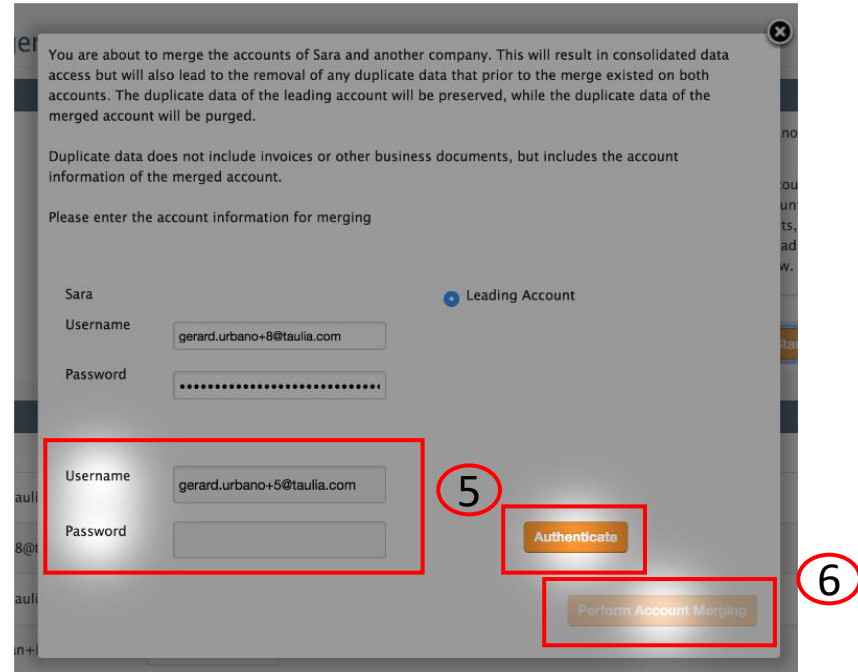 ger
You are about to merge the accounts of Sara and another company. This will result in consolidated data
access but will also lead to the removal of any duplicate data that prior to the merge existed on both
accounts. The duplicate data of the leading account will be preserved, while the duplicate data of the
merged account will be purged.
Duplicate data does not include invoices or other business documents, but includes the account
information of the merged account.
Please enter the account information for merging
Sara
Leading Account
Username
gerard.urbano+8@taulia.com
Password
Username
gerard.urbano+5@taulia.com
5
Password
Authenticate
6
Perform Account Merging